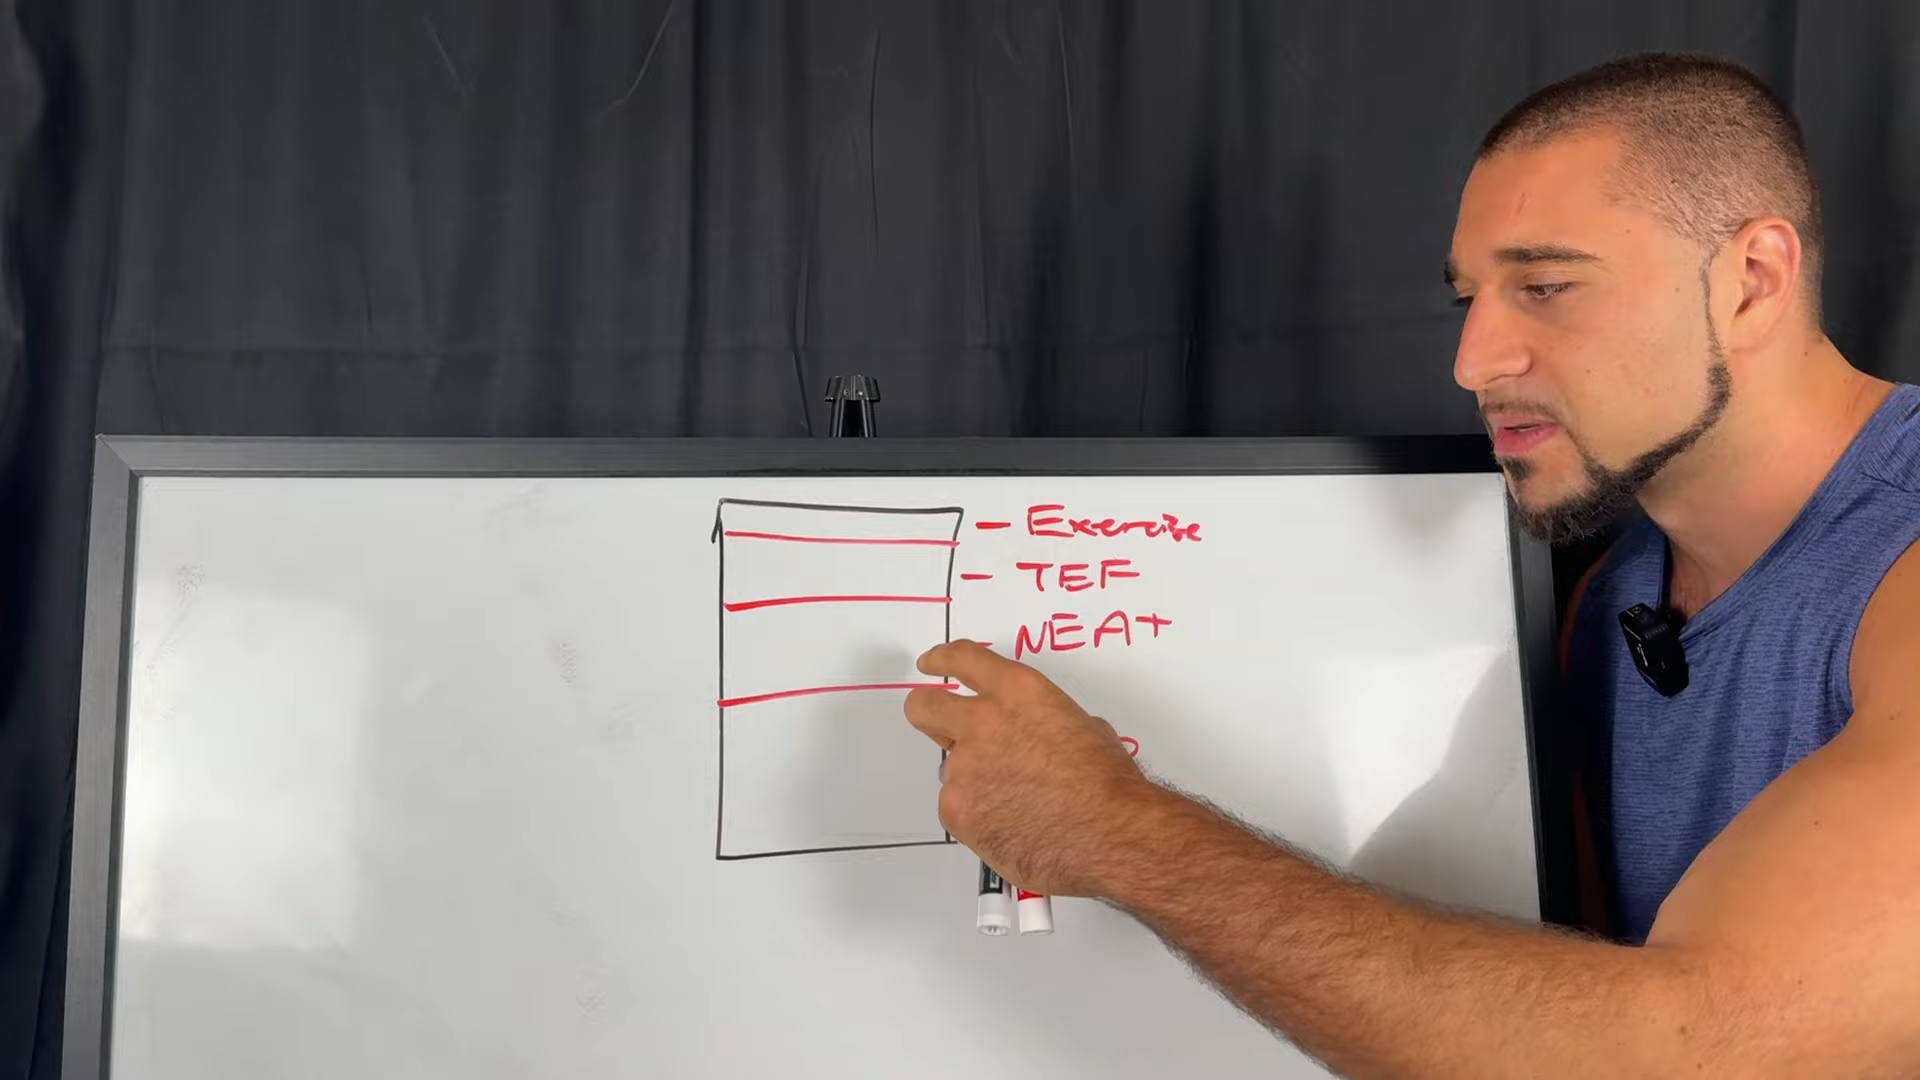 - Exercise
- TEF
- NEAT